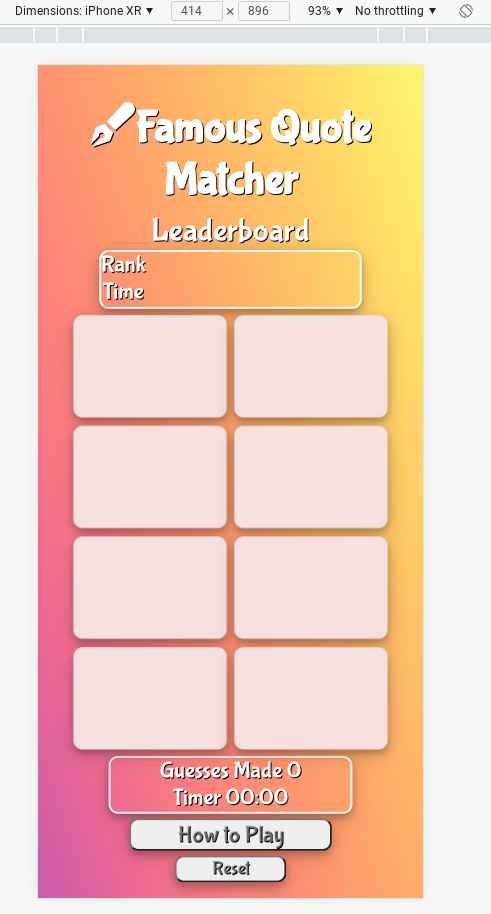 Dimensions: iPhone XR ▼ 414 × 896 93% ▼ No throttling ▼
Famous Quote
Matcher
Leaderboard
Rank
Time
Guesses Made 0
Timer 00:00
How to Play
Reset